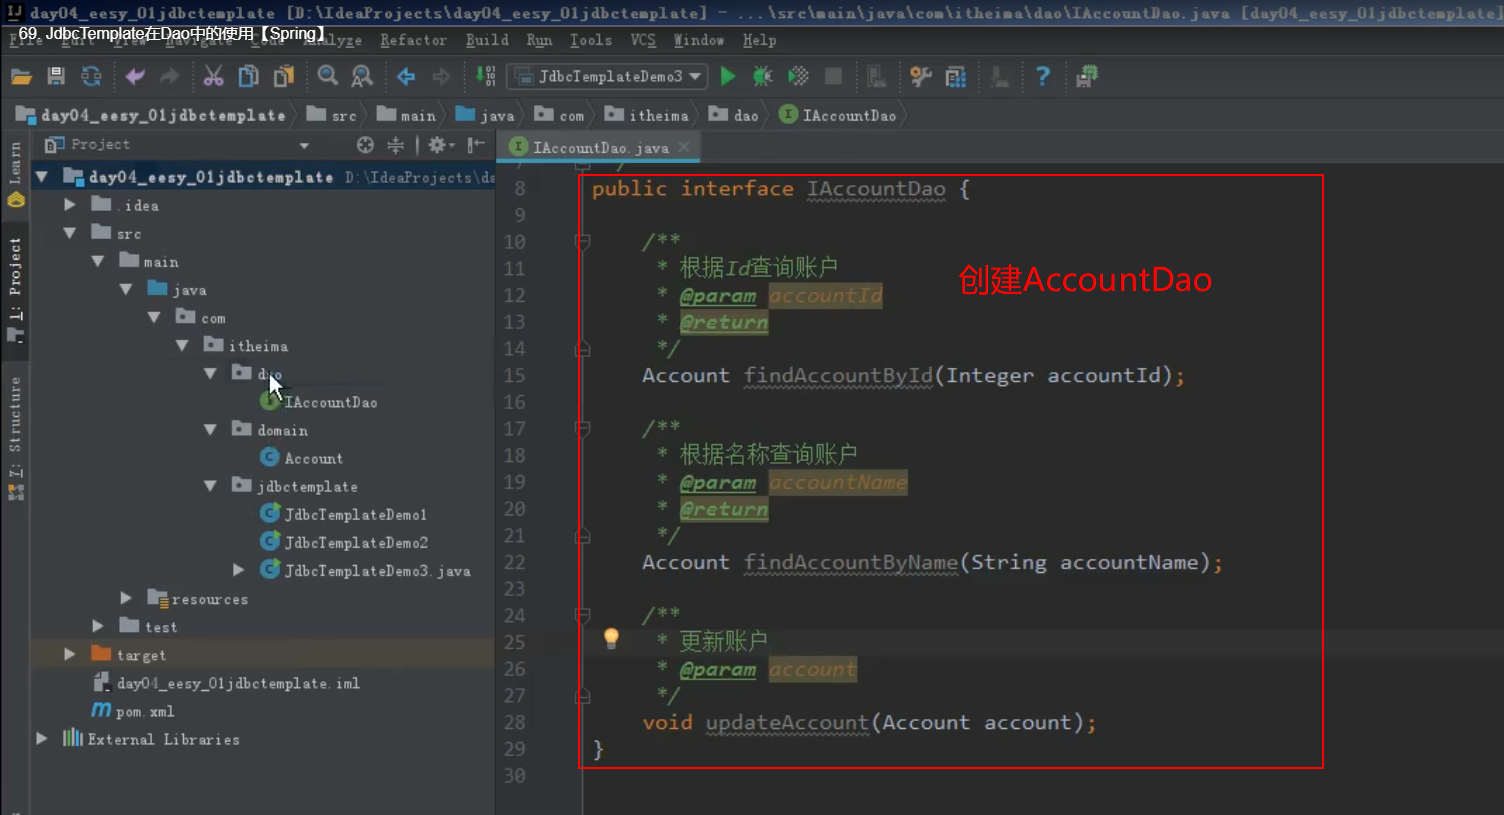 day04_eesy_01jdbctemplate [D:\IdeaProjects\day04_eesy_01jdbctemplate] - ...\src\main\java\com\itheima\dao\IAccountDao.java [day04_eesy_01jdbctemplate]
69. JdbcTemplate在Dao中的使用【Spring】
File Edit View Navigate Code Analyze Refactor Build Run Tools VCS Window Help
JdbcTemplateDemo3
day04_eesy_01jdbctemplate src main java com itheima dao IAccountDao
Project
IAccountDao.java
Learn
1: Project
7: Structure
day04_eesy_01jdbctemplate D:\IdeaProjects\da
.idea
src
main
java
com
itheima
dao
IAccountDao
domain
Account
jdbctemplate
JdbcTemplateDemo1
JdbcTemplateDemo2
JdbcTemplateDemo3.java
resources
test
target
day04_eesy_01jdbctemplate.iml
pom.xml
External Libraries
7 */
8 public interface IAccountDao {
9
10 /**
11 * 根据Id查询账户
创建AccountDao
12 * @param accountId
13 * @return
14 */
15 Account findAccountById(Integer accountId);
16
17 /**
18 * 根据名称查询账户
19 * @param accountName
20 * @return
21 */
22 Account findAccountByName(String accountName);
23
24 /**
25 * 更新账户
26 * @param account
27 */
28 void updateAccount(Account account);
29 }
30